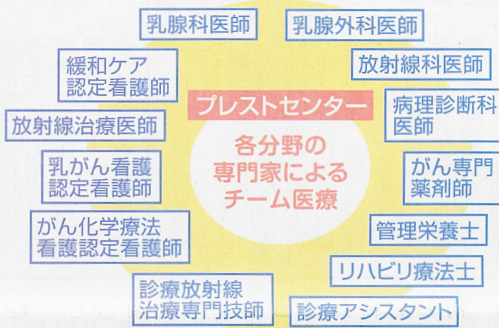 乳腺科医師
乳腺外科医師
緩和ケア
認定看護師
放射線科医師
プレストセンター
病理診断科
医師
放射線治療医師
各分野の
専門家による
チーム医療
乳がん看護
認定看護師
がん専門
薬剤師
がん化学療法
看護認定看護師
管理栄養士
リハビリ療法士
診療放射線
治療専門技師
診療アシスタント